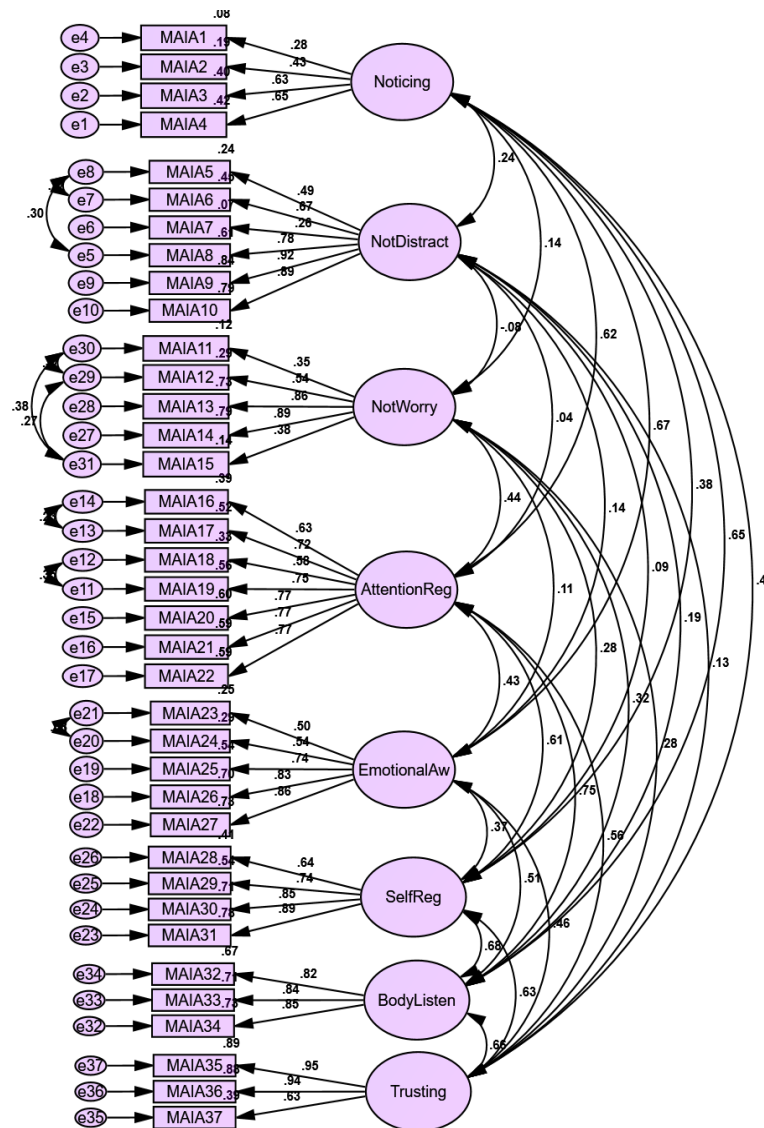 .08
e4 MAIA1 .19 .28
e3 MAIA2 .40 .43 Noticing
e2 MAIA3 .42 .63
e1 MAIA4 .65
.24
e8 MAIA5 .24
e7 MAIA6 .49
.30 e6 MAIA7 .07 .67 NotDistract
e5 MAIA8 .61 .78
e9 MAIA9 .84 .92
e10 MAIA10 .79 .89
.14
-.08
.12
e30 MAIA11 .35
e29 MAIA12 .29 .54
.38 e28 MAIA13 .73 .86 NotWorry
.27 e27 MAIA14 .79 .89
e31 MAIA15 .14 .38
.62
.04
.67
.39
e14 MAIA16 .63
e13 MAIA17 .52 .72
e12 MAIA18 .33 .58
e11 MAIA19 .56 .75 AttentionReg
e15 MAIA20 .60 .77
e16 MAIA21 .59 .77
e17 MAIA22 .59 .77
.44
.14
.38
.65
.09
.11
.19
.28
.13
.32
.25
e21 MAIA23 .50
e20 MAIA24 .29 .54
e19 MAIA25 .54 .74 EmotionalAw
e18 MAIA26 .70 .83
e22 MAIA27 .73 .86
.43
.61
.28
.75
.56
.37
.41
e26 MAIA28 .64
e25 MAIA29 .54 .74 SelfReg
e24 MAIA30 .71 .85
e23 MAIA31 .78 .89
.51
.46
.68
.67
e34 MAIA32 .82
e33 MAIA33 .71 .84 BodyListen
e32 MAIA34 .73 .85
.63
.66
.89
e37 MAIA35 .95
e36 MAIA36 .88 .94 Trusting
e35 MAIA37 .39 .63